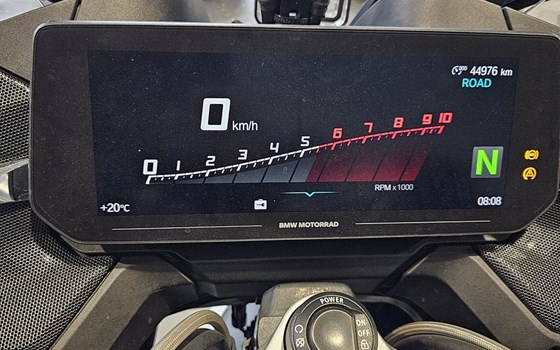 44976 km
ROAD
0 km/h
0 1 2 3 4 5 6 7 8 9 10
N
RPM x 1000
+20°C
08:08
BMW MOTORRAD
POWER
ON
OFF